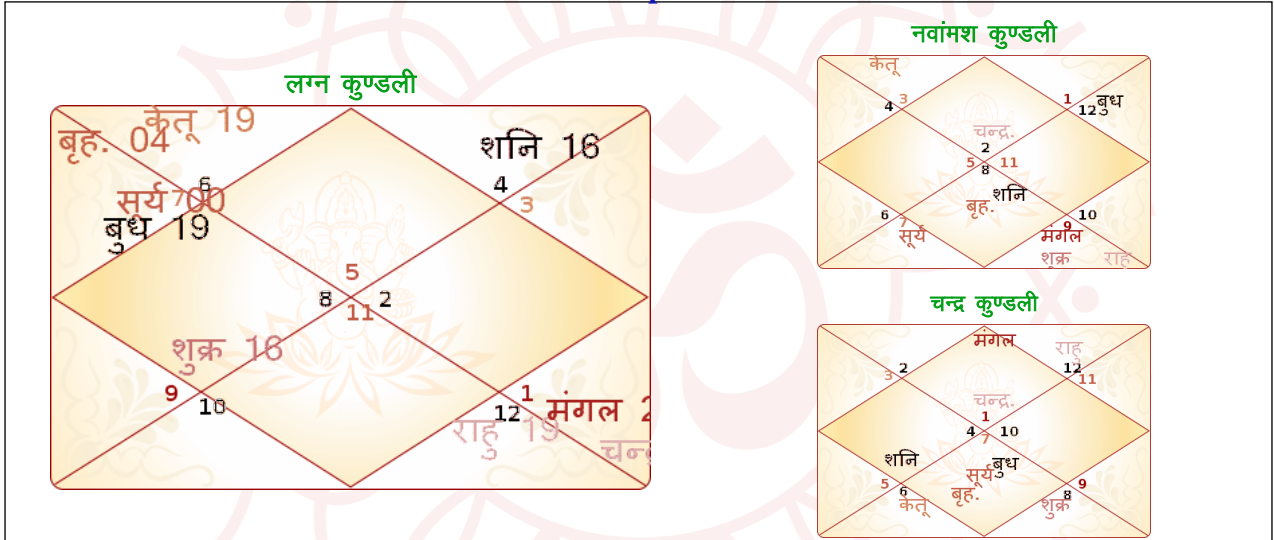 लग्न कुण्डली
केतू 19
बृह. 04
शनि 16
6
4
सूर्य 00
7
3
बुध 19
5
8
2
11
शुक्र 16
9
1
10
12
मंगल 2
राहु 19
चन्द्
नवांमश कुण्डली
केतू
4
3
1
12
बुध
चन्द्र.
2
5
11
8
शनि
बृह.
6
7
10
9
सूर्य
मंगल
शुक्र
राहु
चन्द्र कुण्डली
मंगल
राहु
3
2
12
11
चन्द्र.
1
4
10
7
शनि
बुध
सूर्य
5
6
बृह.
9
8
केतू
शुक्र